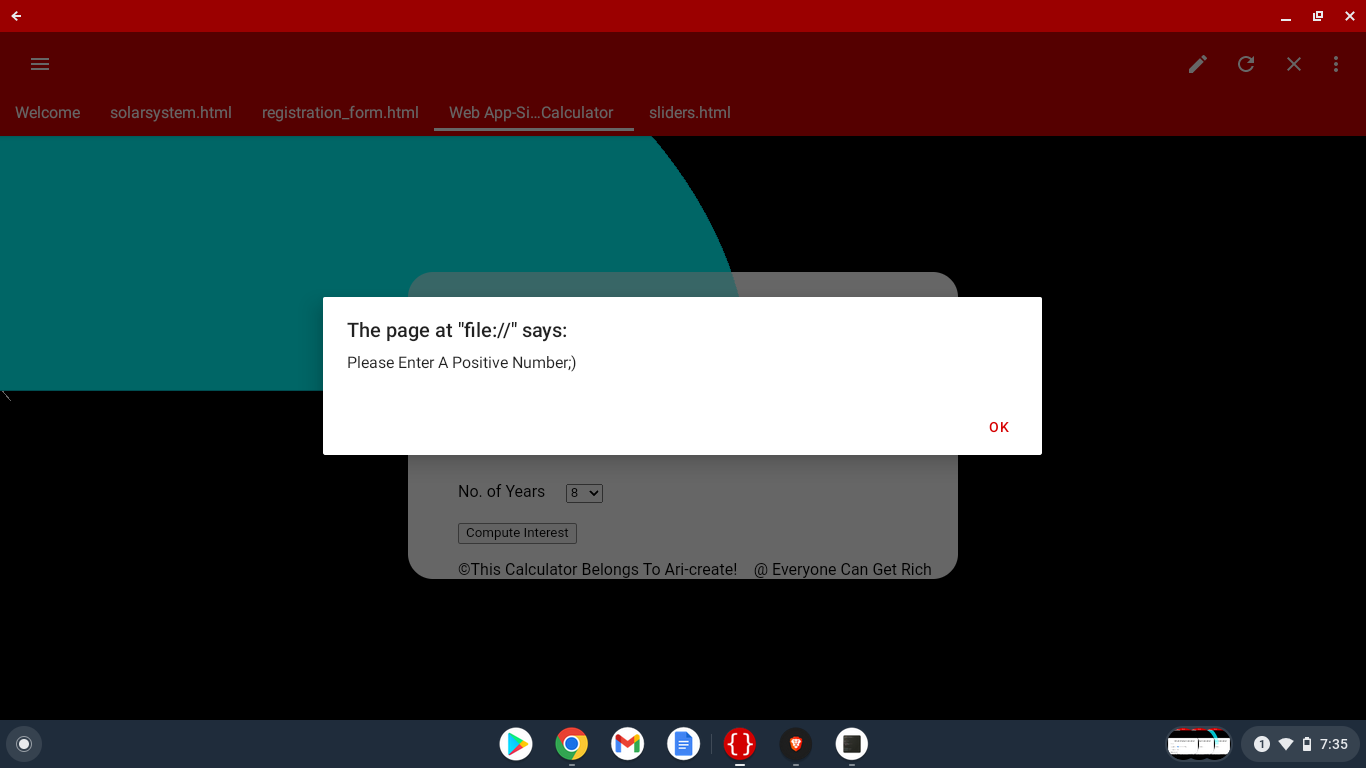 Welcome
solarsystem.html
registration_form.html
Web App-Si...Calculator
sliders.html
The page at "file://" says:
Please Enter A Positive Number;)
OK
No. of Years 8
Compute Interest
©This Calculator Belongs To Ari-create! @ Everyone Can Get Rich
1 7:35